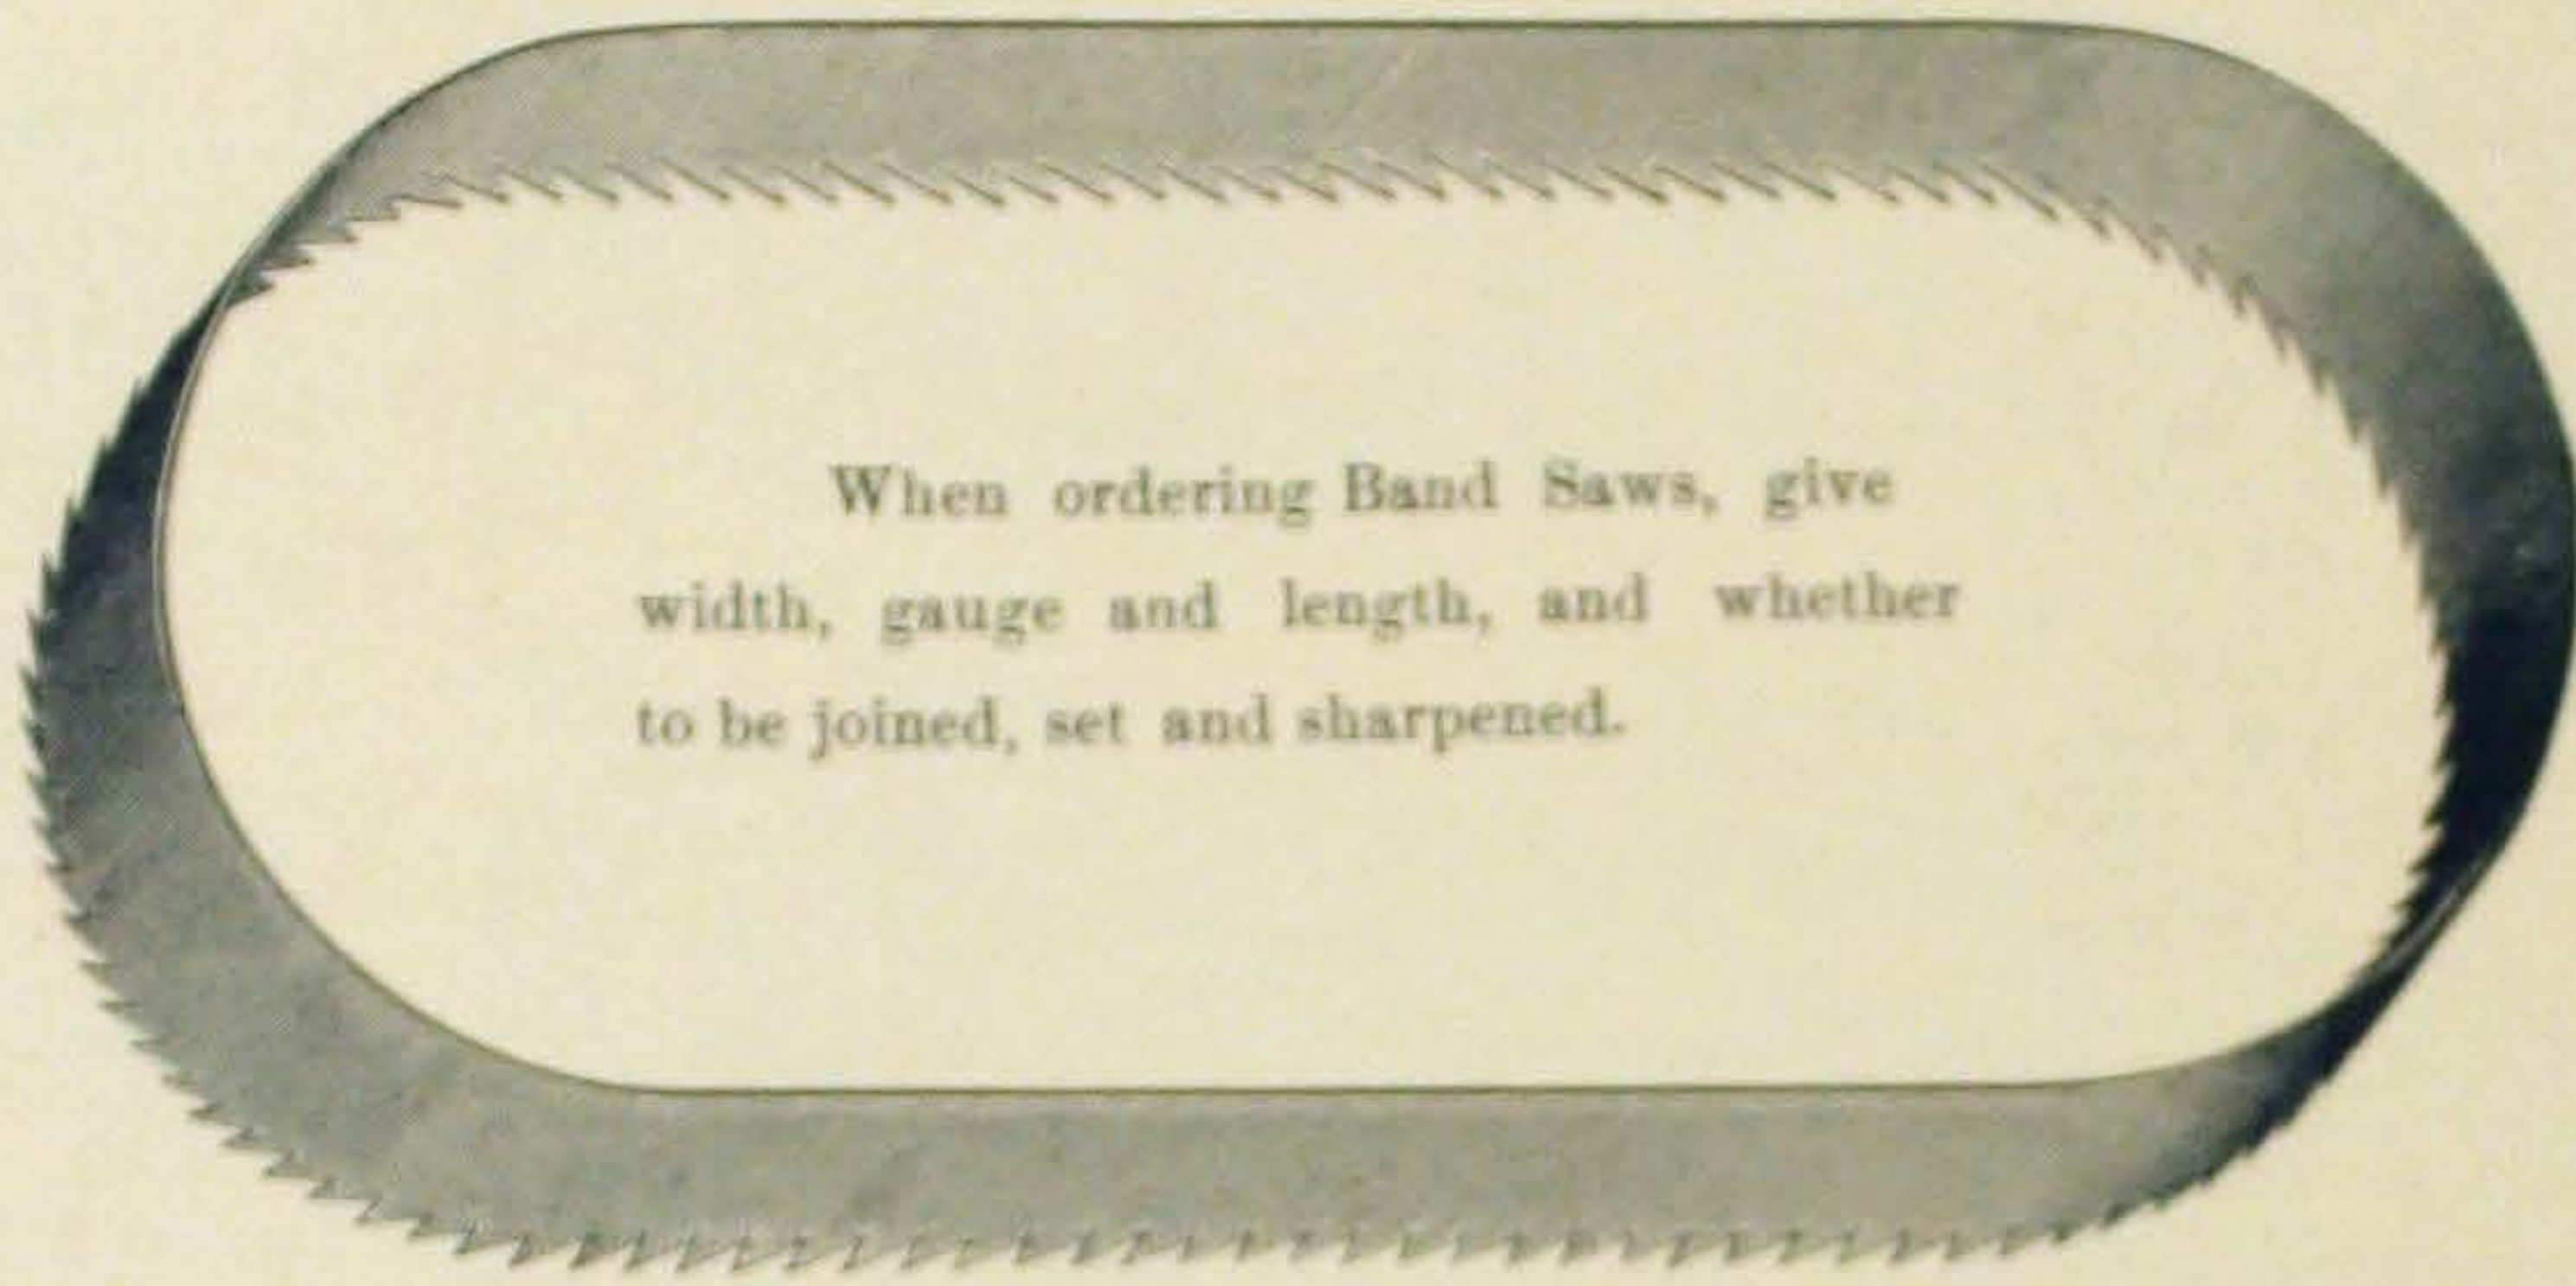 When ordering Band Saws, give
width, gauge and length, and whether
to be joined, set and sharpened.